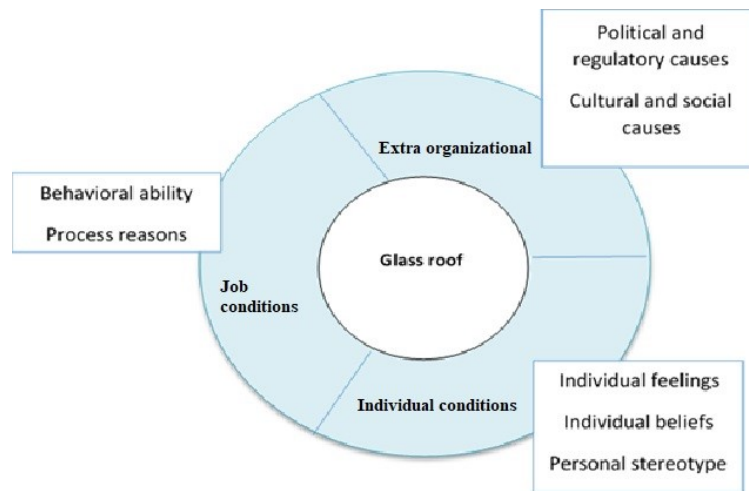 Political and
regulatory causes
Cultural and social
causes
Extra organizational
Behavioral ability
Process reasons
Glass roof
Job
conditions
Individual conditions
Individual feelings
Individual beliefs
Personal stereotype